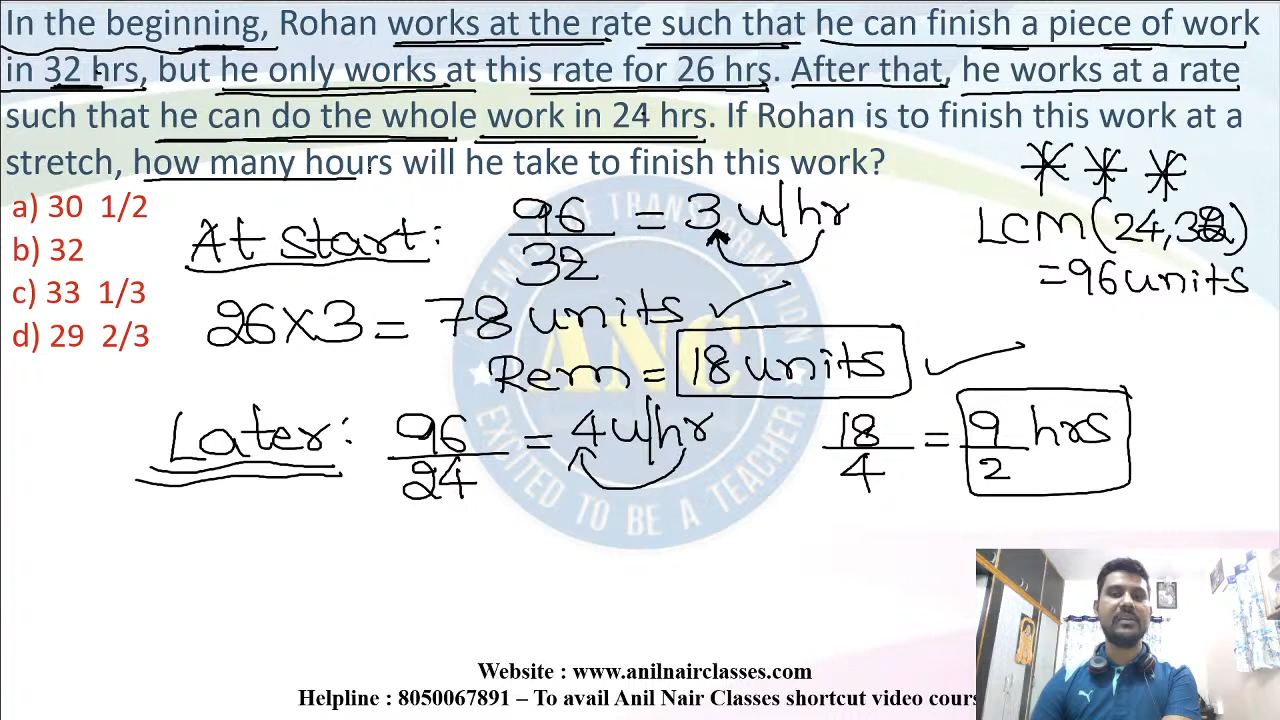 In the beginning, Rohan works at the rate such that he can finish a piece of work
in 32 hrs, but he only works at this rate for 26 hrs. After that, he works at a rate
such that he can do the whole work in 24 hrs. If Rohan is to finish this work at a
stretch, how many hours will he take to finish this work?
a) 30 1/2
b) 32
c) 33 1/3
d) 29 2/3
At start: 96/32 = 3 u/hr
LCM(24,32)
=96 units
26×3= 78 units
Rem = 18 units
Later: 96/24 = 4 u/hr
18/4 = 9/2 hrs
ANC
EXCITED TO BE A TEACHER
Website : www.anilnairclasses.com
Helpline : 8050067891 – To avail Anil Nair Classes shortcut video cours